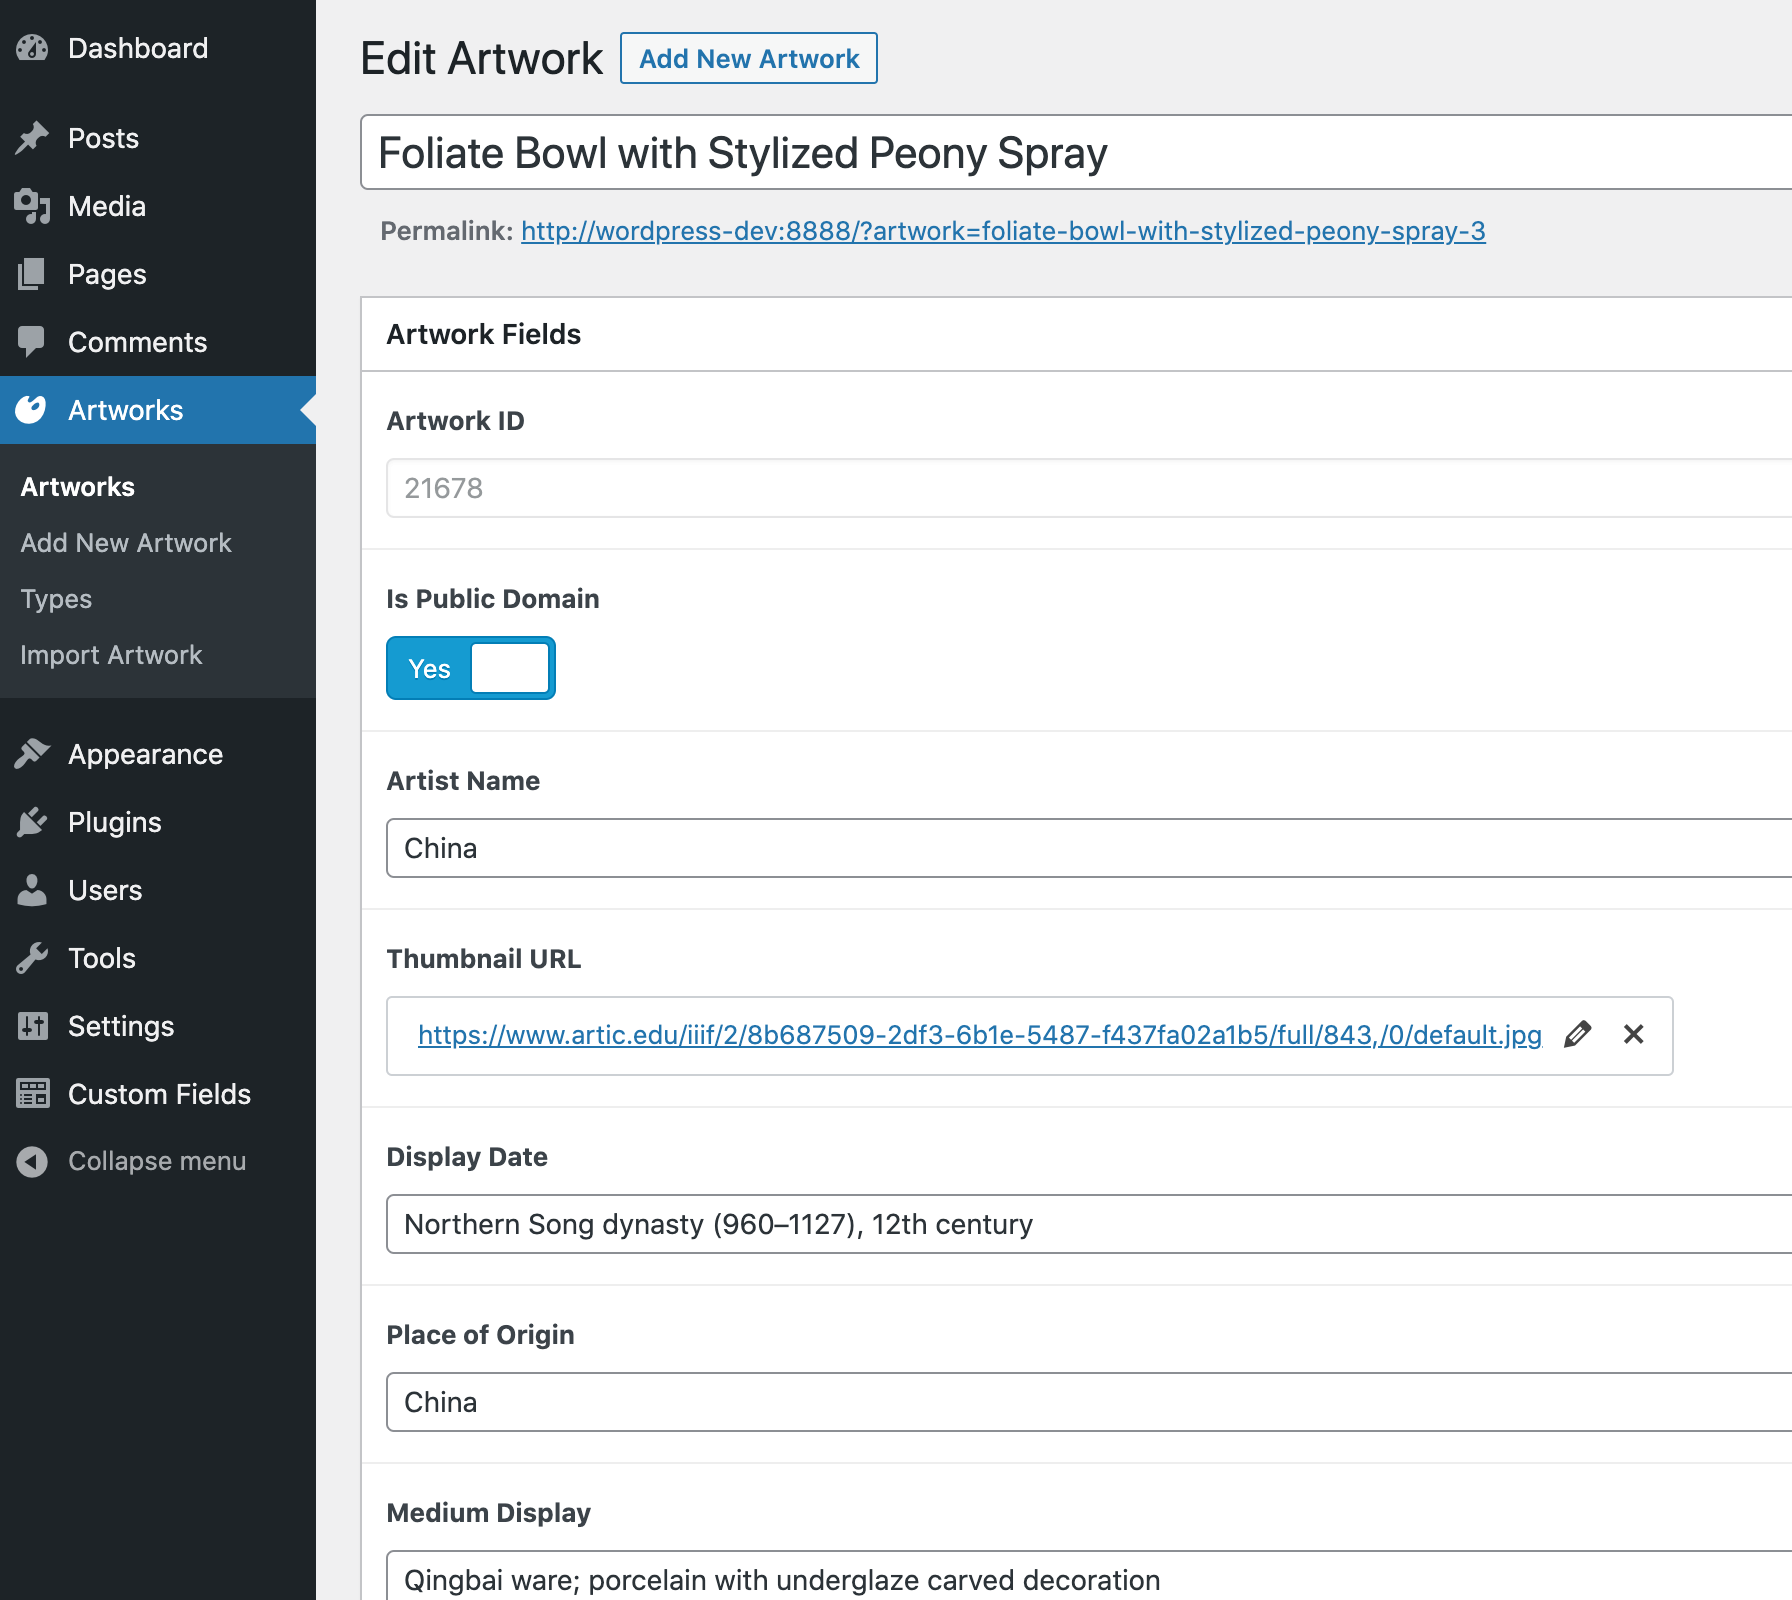 Dashboard
Posts
Media
Pages
Comments
Artworks
Artworks
Add New Artwork
Types
Import Artwork
Appearance
Plugins
Users
Tools
Settings
Custom Fields
Collapse menu
Edit Artwork
Add New Artwork
Foliate Bowl with Stylized Peony Spray
Permalink: http://wordpress-dev:8888/?artwork=foliate-bowl-with-stylized-peony-spray-3
Artwork Fields
Artwork ID
21678
Is Public Domain
Yes
Artist Name
China
Thumbnail URL
https://www.artic.edu/iiif/2/8b687509-2df3-6b1e-5487-f437fa02a1b5/full/843,/0/default.jpg
Display Date
Northern Song dynasty (960–1127), 12th century
Place of Origin
China
Medium Display
Qingbai ware; porcelain with underglaze carved decoration